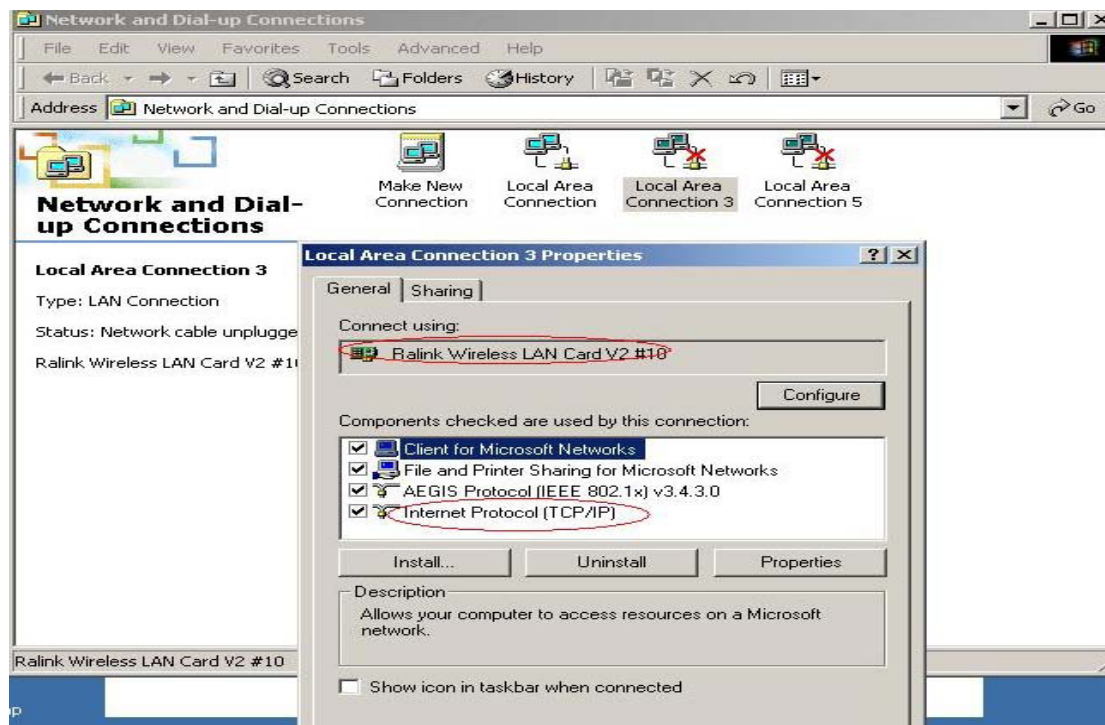 Network and Dial-up Connections
File Edit View Favorites Tools Advanced Help
Back Search Folders History
Address Network and Dial-up Connections Go
Make New Connection
Local Area Connection
Local Area Connection 3
Local Area Connection 5
Network and Dial-
up Connections
Local Area Connection 3
Type: LAN Connection
Status: Network cable unplugge
Ralink Wireless LAN Card V2 #1
Local Area Connection 3 Properties
General Sharing
Connect using:
Ralink Wireless LAN Card V2 #10
Configure
Components checked are used by this connection:
Client for Microsoft Networks
File and Printer Sharing for Microsoft Networks
AEGIS Protocol (IEEE 802.1x) v3.4.3.0
Internet Protocol (TCP/IP)
Install... Uninstall Properties
Description
Allows your computer to access resources on a Microsoft
network.
Show icon in taskbar when connected
Ralink Wireless LAN Card V2 #10